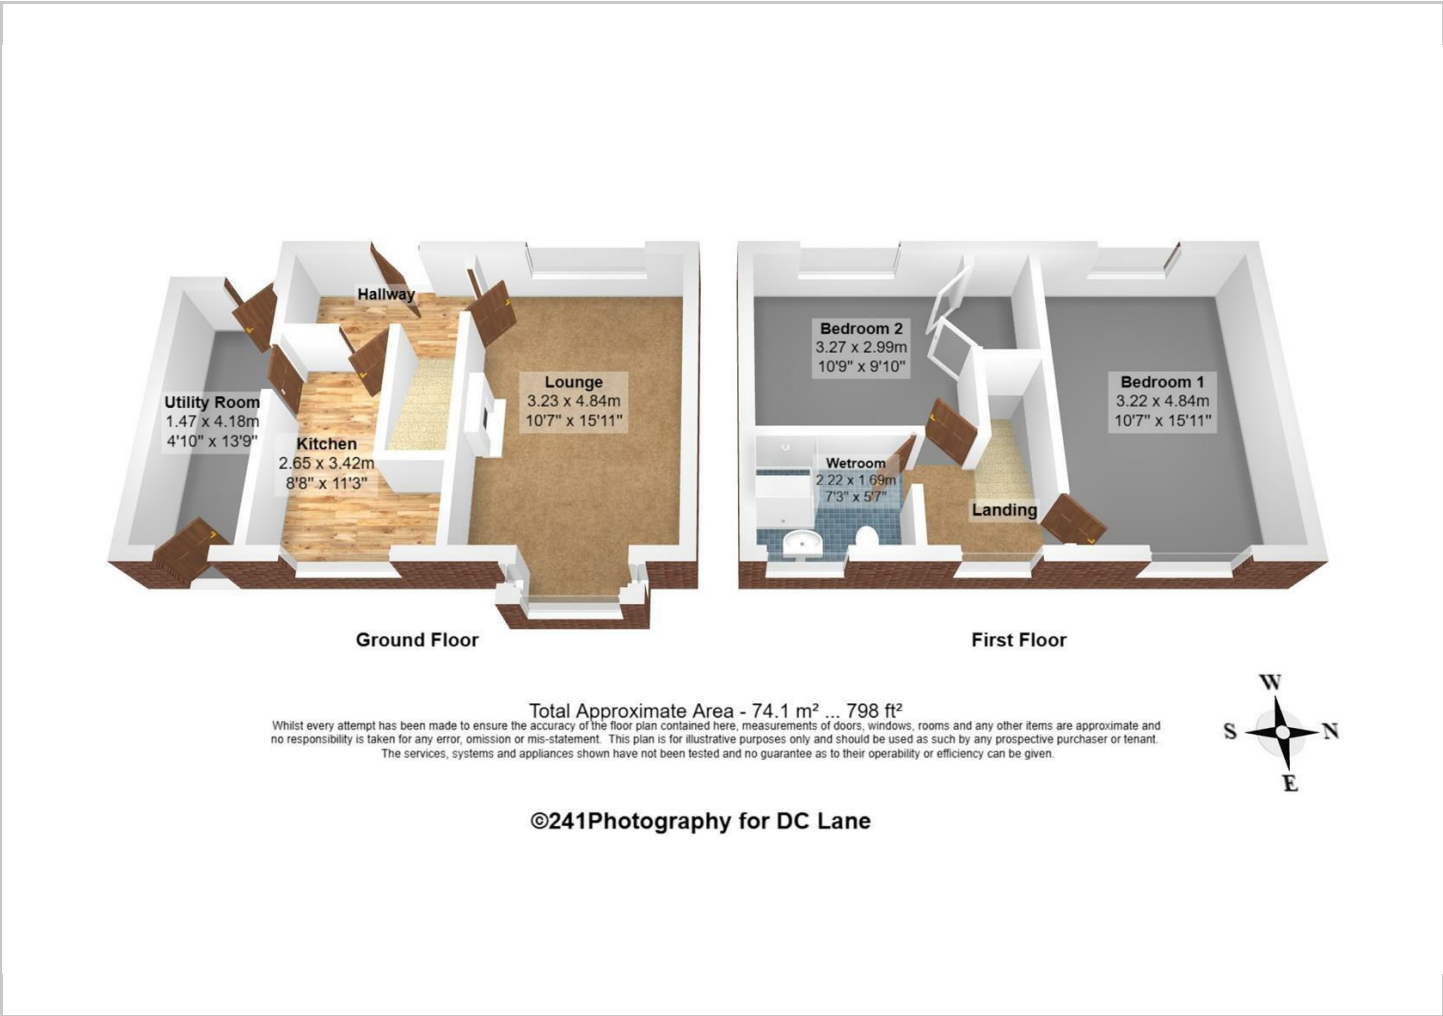 Hallway
Utility Room
1.47 x 4.18m
4'10" x 13'9"
Kitchen
2.65 x 3.42m
8'8" x 11'3"
Lounge
3.23 x 4.84m
10'7" x 15'11"
Bedroom 2
3.27 x 2.99m
10'9" x 9'10"
Bedroom 1
3.22 x 4.84m
10'7" x 15'11"
Wetroom
2.22 x 1.69m
7'3" x 5'7"
Landing
Ground Floor
First Floor
Total Approximate Area - 74.1 m² ... 798 ft²
Whilst every attempt has been made to ensure the accuracy of the floor plan contained here, measurements of doors, windows, rooms and any other items are approximate and
no responsibility is taken for any error, omission or mis-statement. This plan is for illustrative purposes only and should be used as such by any prospective purchaser or tenant.
The services, systems and appliances shown have not been tested and no guarantee as to their operability or efficiency can be given.
W
S
N
E
©241Photography for DC Lane